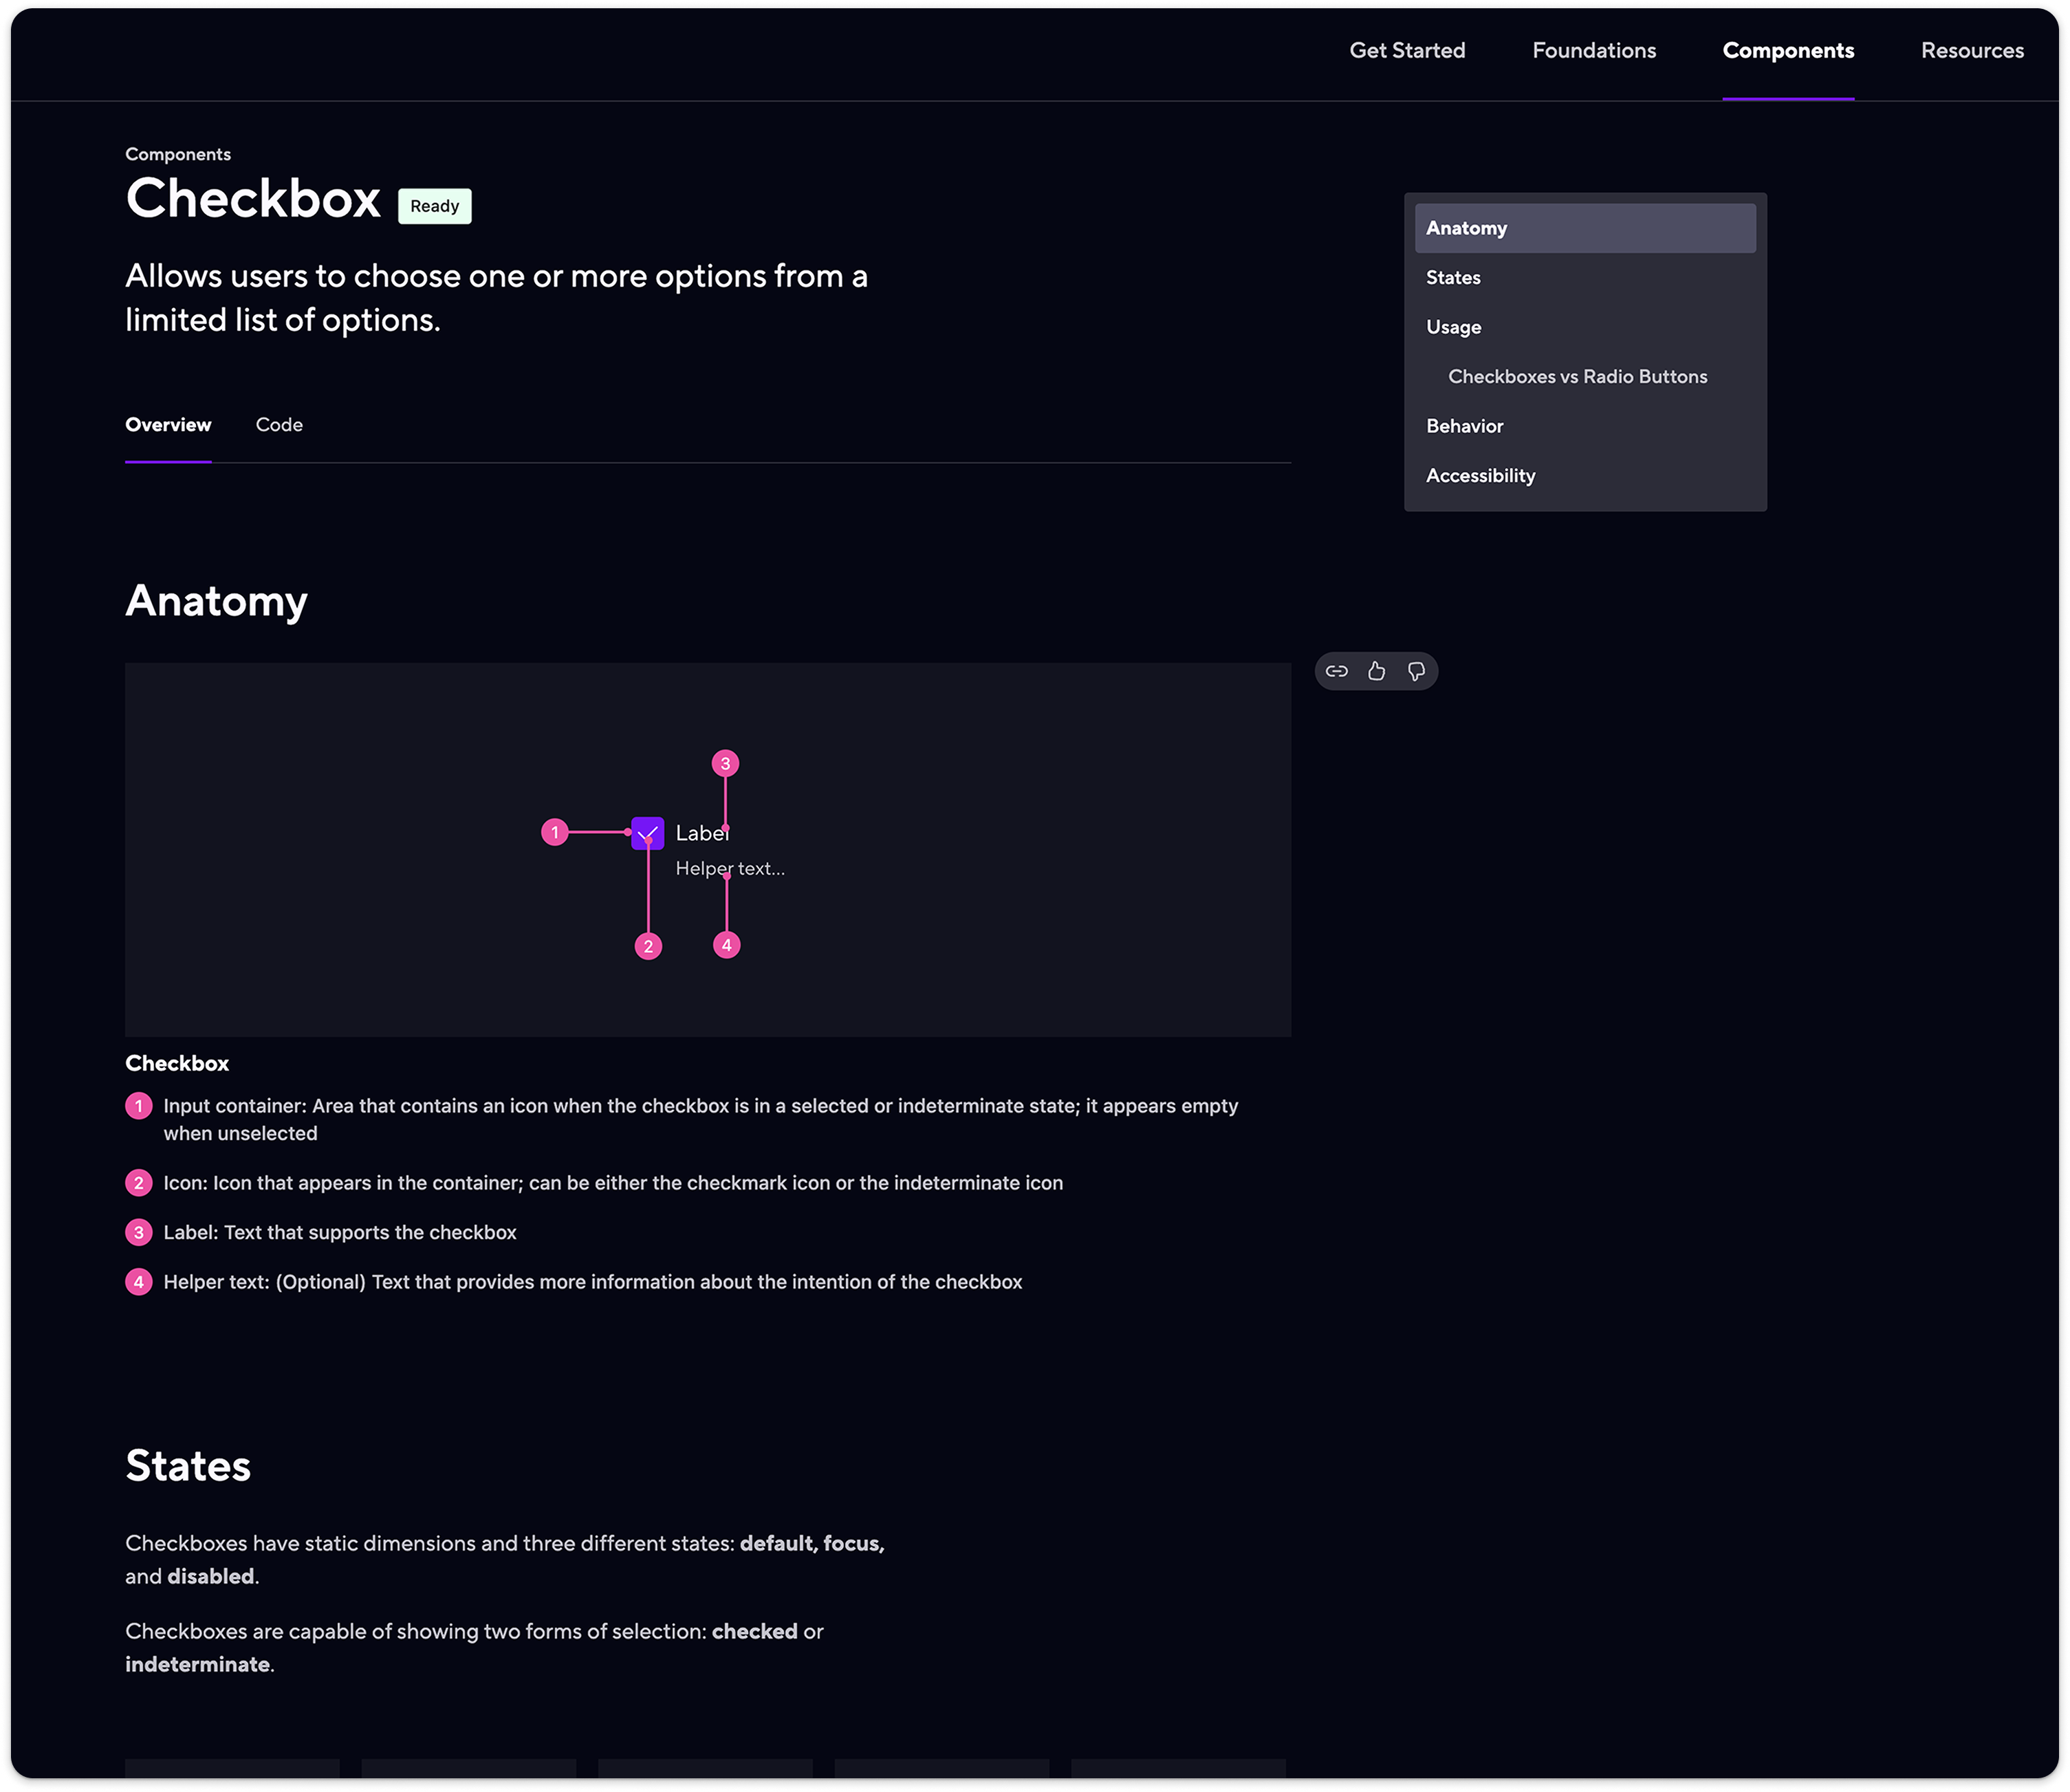 Get Started
Foundations
Components
Resources
Components
Checkbox
Ready
Allows users to choose one or more options from a
limited list of options.
Overview
Code
Anatomy
States
Usage
Checkboxes vs Radio Buttons
Behavior
Accessibility
Anatomy
3
1
Label
Helper text...
2
4
Checkbox
1 Input container: Area that contains an icon when the checkbox is in a selected or indeterminate state; it appears empty
when unselected
2 Icon: Icon that appears in the container; can be either the checkmark icon or the indeterminate icon
3 Label: Text that supports the checkbox
4 Helper text: (Optional) Text that provides more information about the intention of the checkbox
States
Checkboxes have static dimensions and three different states: default, focus,
and disabled.
Checkboxes are capable of showing two forms of selection: checked or
indeterminate.